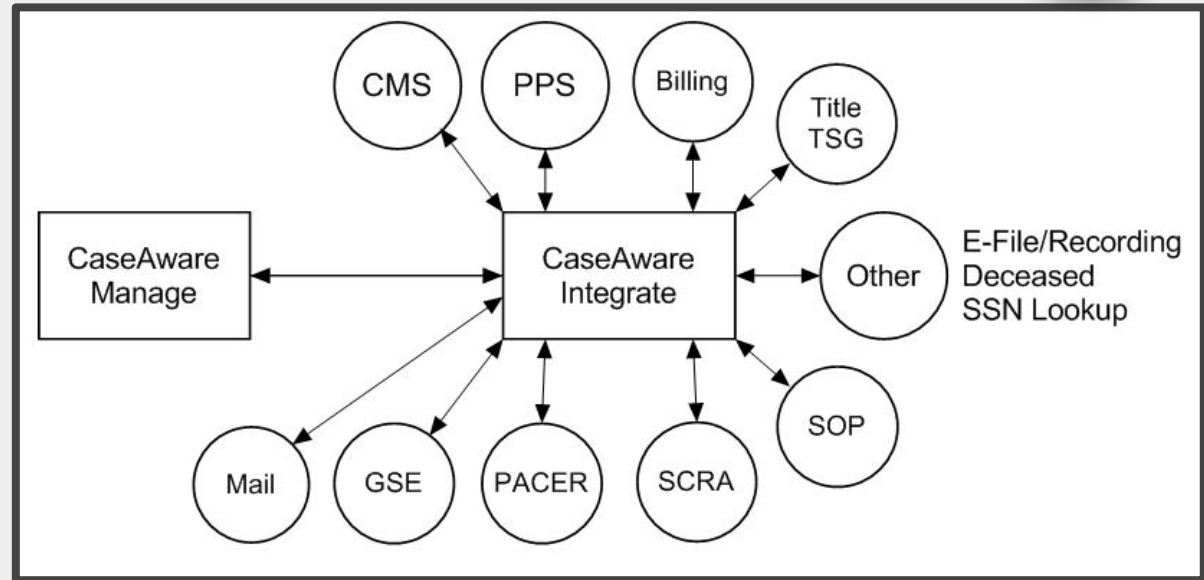 CMS
PPS
Billing
Title
TSG
CaseAware
Manage
CaseAware
Integrate
Other
E-File/Recording
Deceased
SSN Lookup
SOP
Mail
GSE
PACER
SCRA